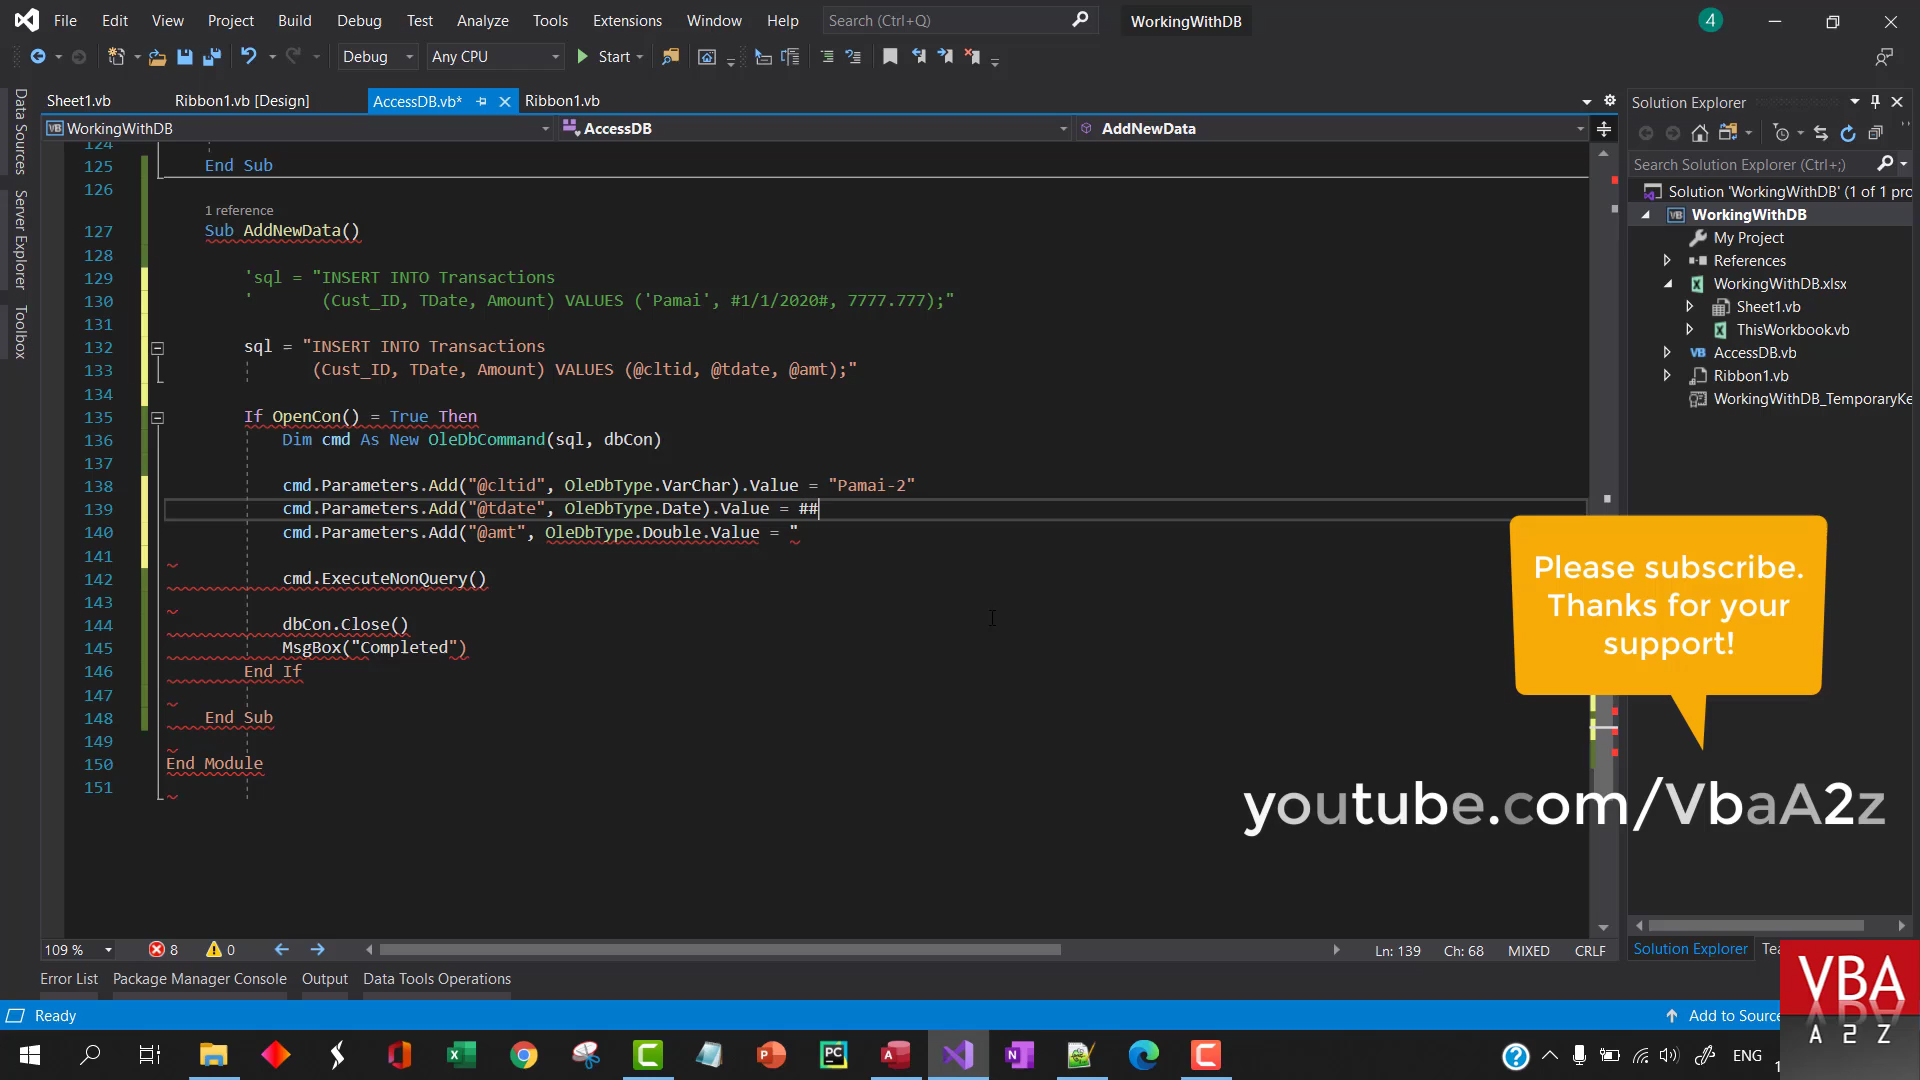 File Edit View Project Build Debug Test Analyze Tools Extensions Window Help Search (Ctrl+Q) WorkingWithDB 4
Debug Any CPU Start
Sheet1.vb Ribbon1.vb [Design] AccessDB.vb* Ribbon1.vb
WorkingWithDB AccessDB AddNewData
124
125 End Sub
126
1 reference
127 Sub AddNewData()
128
129 'sql = "INSERT INTO Transactions
130 ' (Cust_ID, TDate, Amount) VALUES ('Pamai', #1/1/2020#, 7777.777);"
131
132 sql = "INSERT INTO Transactions
133 (Cust_ID, TDate, Amount) VALUES (@cltid, @tdate, @amt);"
134
135 If OpenCon() = True Then
136 Dim cmd As New OleDbCommand(sql, dbCon)
137
138 cmd.Parameters.Add("@cltid", OleDbType.VarChar).Value = "Pamai-2"
139 cmd.Parameters.Add("@tdate", OleDbType.Date).Value = ##
140 cmd.Parameters.Add("@amt", OleDbType.Double.Value = "
141
142 cmd.ExecuteNonQuery()
143
144 dbCon.Close()
145 MsgBox("Completed")
146 End If
147
148 End Sub
149
150 End Module
151
Data Sources
Server Explorer
Toolbox
Solution Explorer
Search Solution Explorer (Ctrl+;)
Solution 'WorkingWithDB' (1 of 1 pro
WorkingWithDB
My Project
References
WorkingWithDB.xlsx
Sheet1.vb
ThisWorkbook.vb
AccessDB.vb
Ribbon1.vb
WorkingWithDB_TemporaryKe
Please subscribe.
Thanks for your
support!
youtube.com/VbaA2z
109 % 8 0 Ln: 139 Ch: 68 MIXED CRLF
Solution Explorer Tea
Error List Package Manager Console Output Data Tools Operations
Ready Add to Source
VBA
A 2 Z
ENG